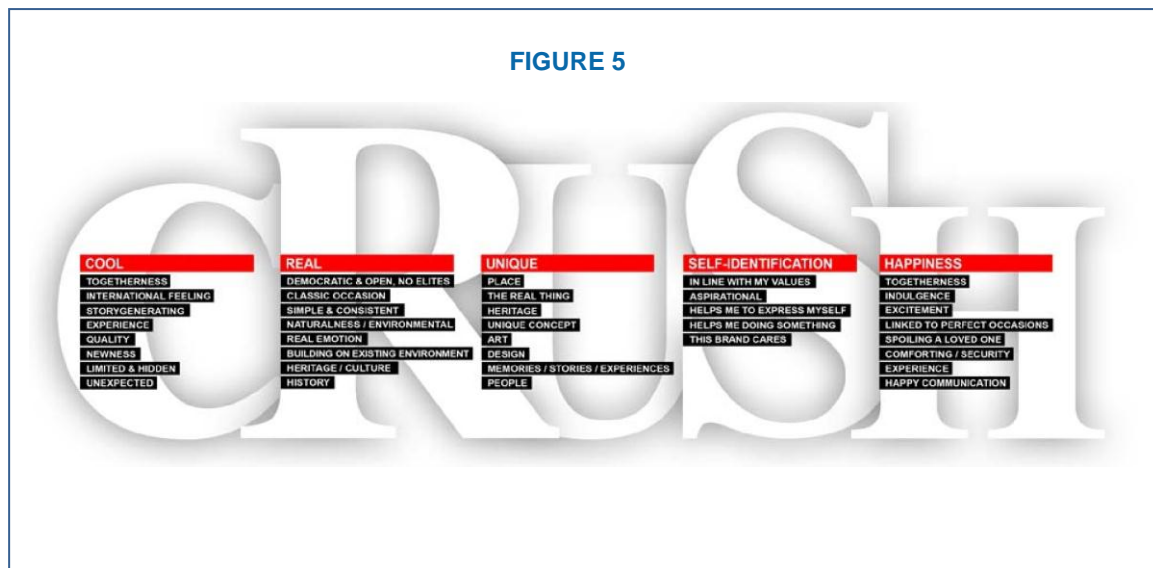 FIGURE 5
CRUSH
COOL
TOGETHERNESS
INTERNATIONAL FEELING
STORYGENERATING
EXPERIENCE
QUALITY
NEWNESS
LIMITED & HIDDEN
UNEXPECTED
REAL
DEMOCRATIC & OPEN, NO ELITES
CLASSIC OCCASION
SIMPLE & CONSISTENT
NATURALNESS / ENVIRONMENTAL
REAL EMOTION
BUILDING ON EXISTING ENVIRONMENT
HERITAGE / CULTURE
HISTORY
UNIQUE
PLACE
THE REAL THING
HERITAGE
UNIQUE CONCEPT
ART
DESIGN
MEMORIES / STORIES / EXPERIENCES
PEOPLE
SELF-IDENTIFICATION
IN LINE WITH MY VALUES
ASPIRATIONAL
HELPS ME TO EXPRESS MYSELF
HELPS ME DOING SOMETHING
THIS BRAND CARES
HAPPINESS
TOGETHERNESS
INDULGENCE
EXCITEMENT
LINKED TO PERFECT OCCASIONS
SPOILING A LOVED ONE
COMFORTING / SECURITY
EXPERIENCE
HAPPY COMMUNICATION